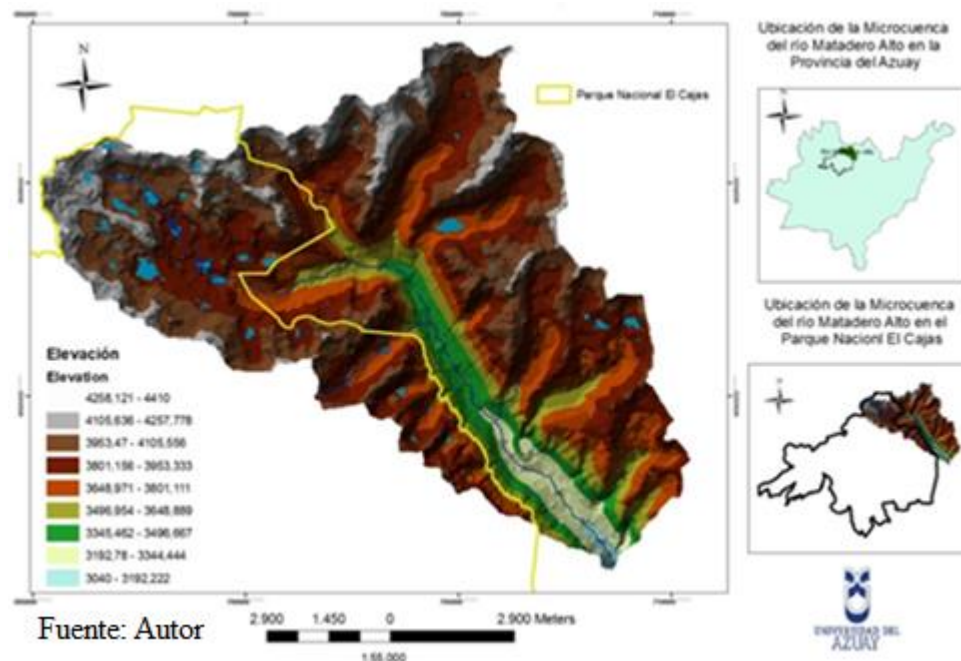 N
Parque Nacional El Cajas
Elevación
Elevation
4258,121 - 4410
4105,636 - 4257,778
3953,47 - 4105,556
3801,156 - 3953,333
3648,971 - 3801,111
3496,954 - 3648,889
3345,462 - 3496,667
3192,78 - 3344,444
3040 - 3192,222
Fuente: Autor
2.900 1.450 0 2.900 Meters
1:55.000
Ubicación de la Microcuenca
del río Matadero Alto en la
Provincia del Azuay
Ubicación de la Microcuenca
del río Matadero Alto en el
Parque Nacionl El Cajas
UNIVERSIDAD DEL
AZUAY